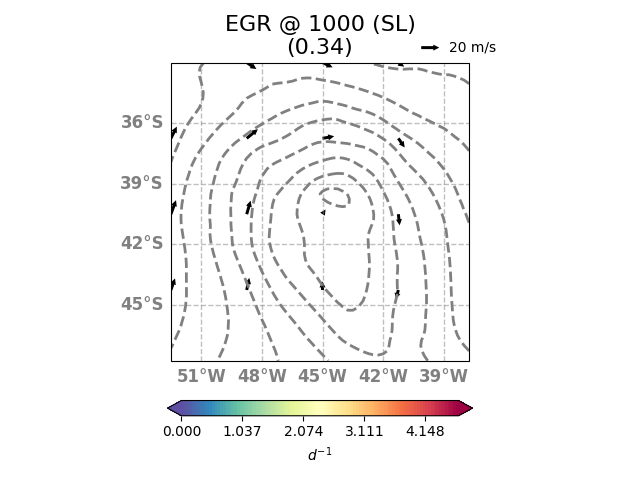 EGR @ 1000 (SL)
(0.34)
20 m/s
36°S
39°S
42°S
45°S
51°W 48°W 45°W 42°W 39°W
0.000 1.037 2.074 3.111 4.148
d⁻¹